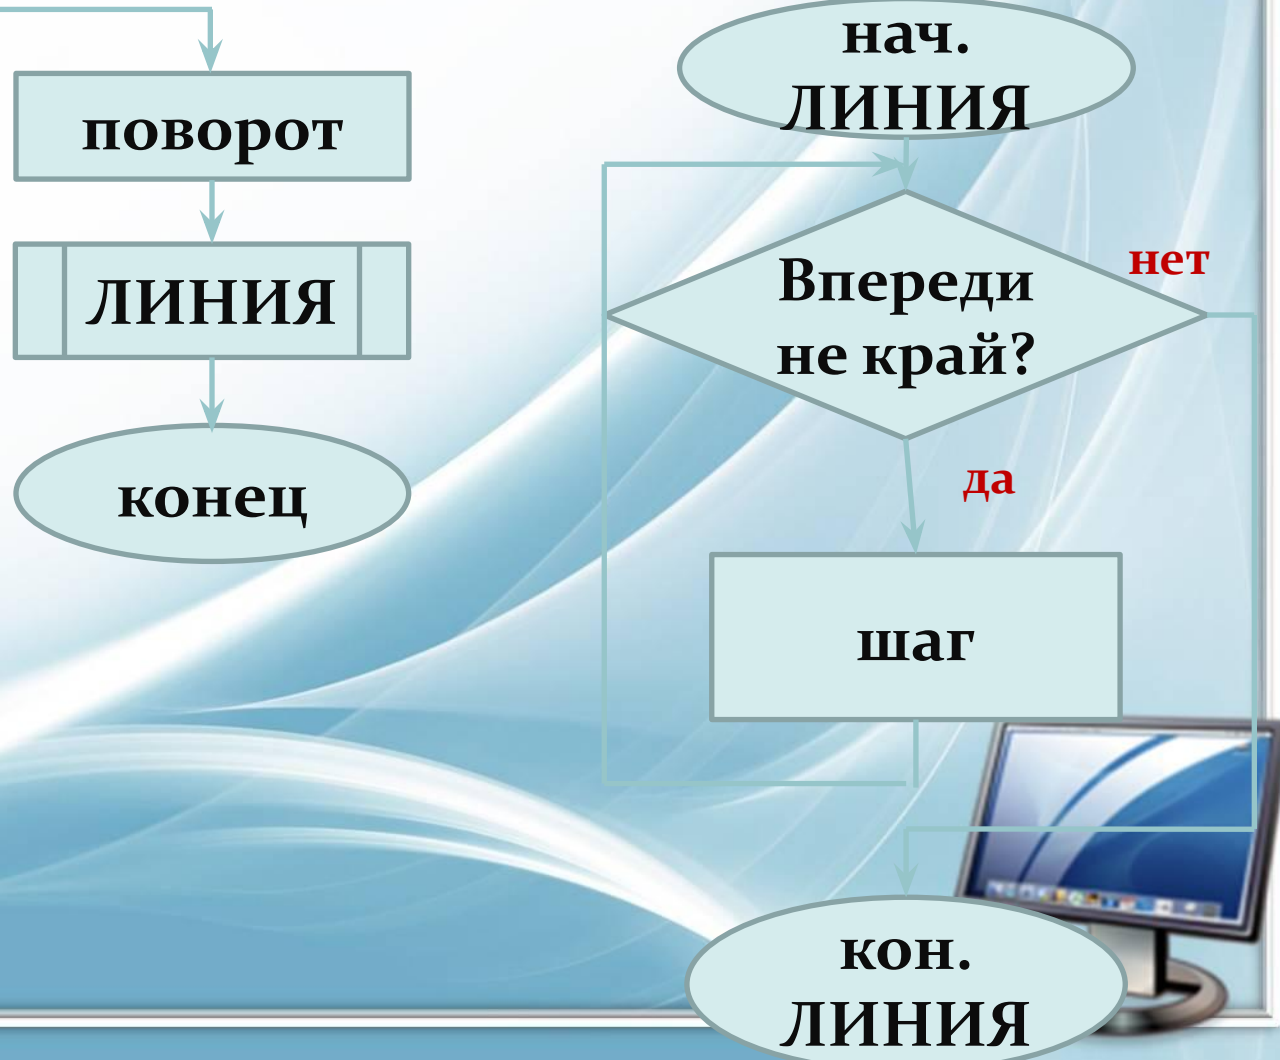 поворот
ЛИНИЯ
конец
нач.
ЛИНИЯ
Впереди
не край?
нет
да
шаг
кон.
ЛИНИЯ